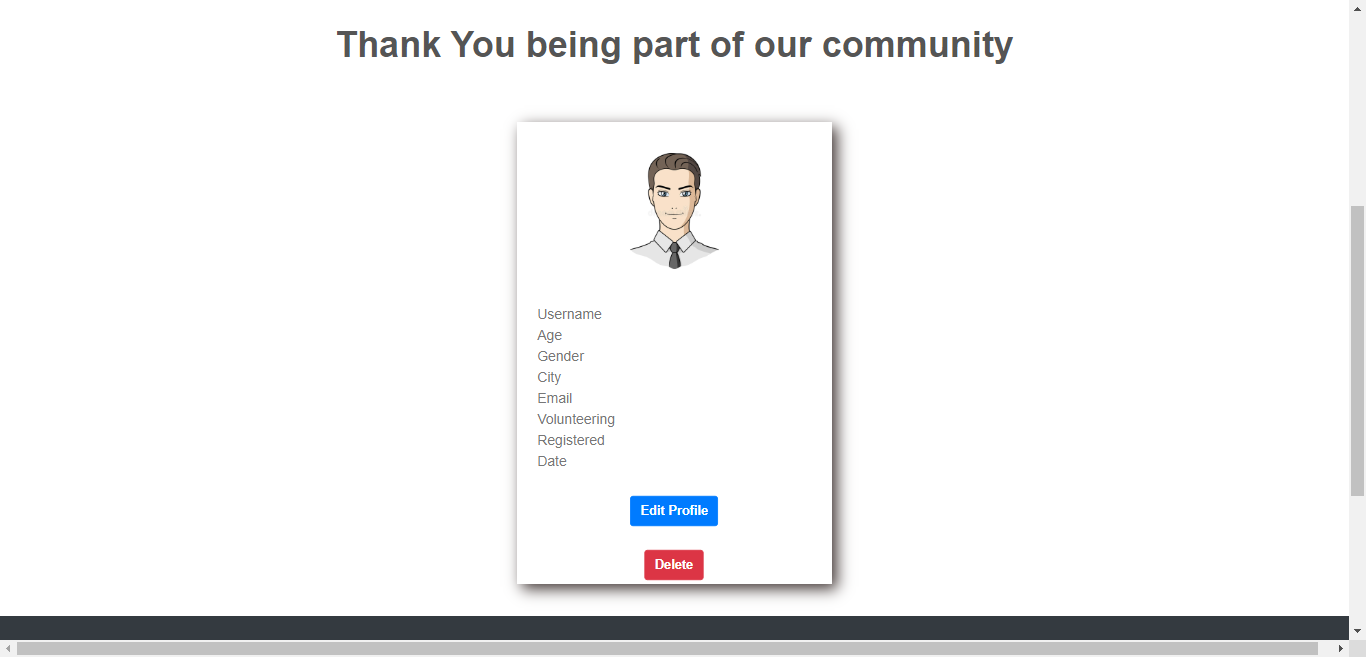 Thank You being part of our community
Username
Age
Gender
City
Email
Volunteering
Registered
Date
Edit Profile
Delete